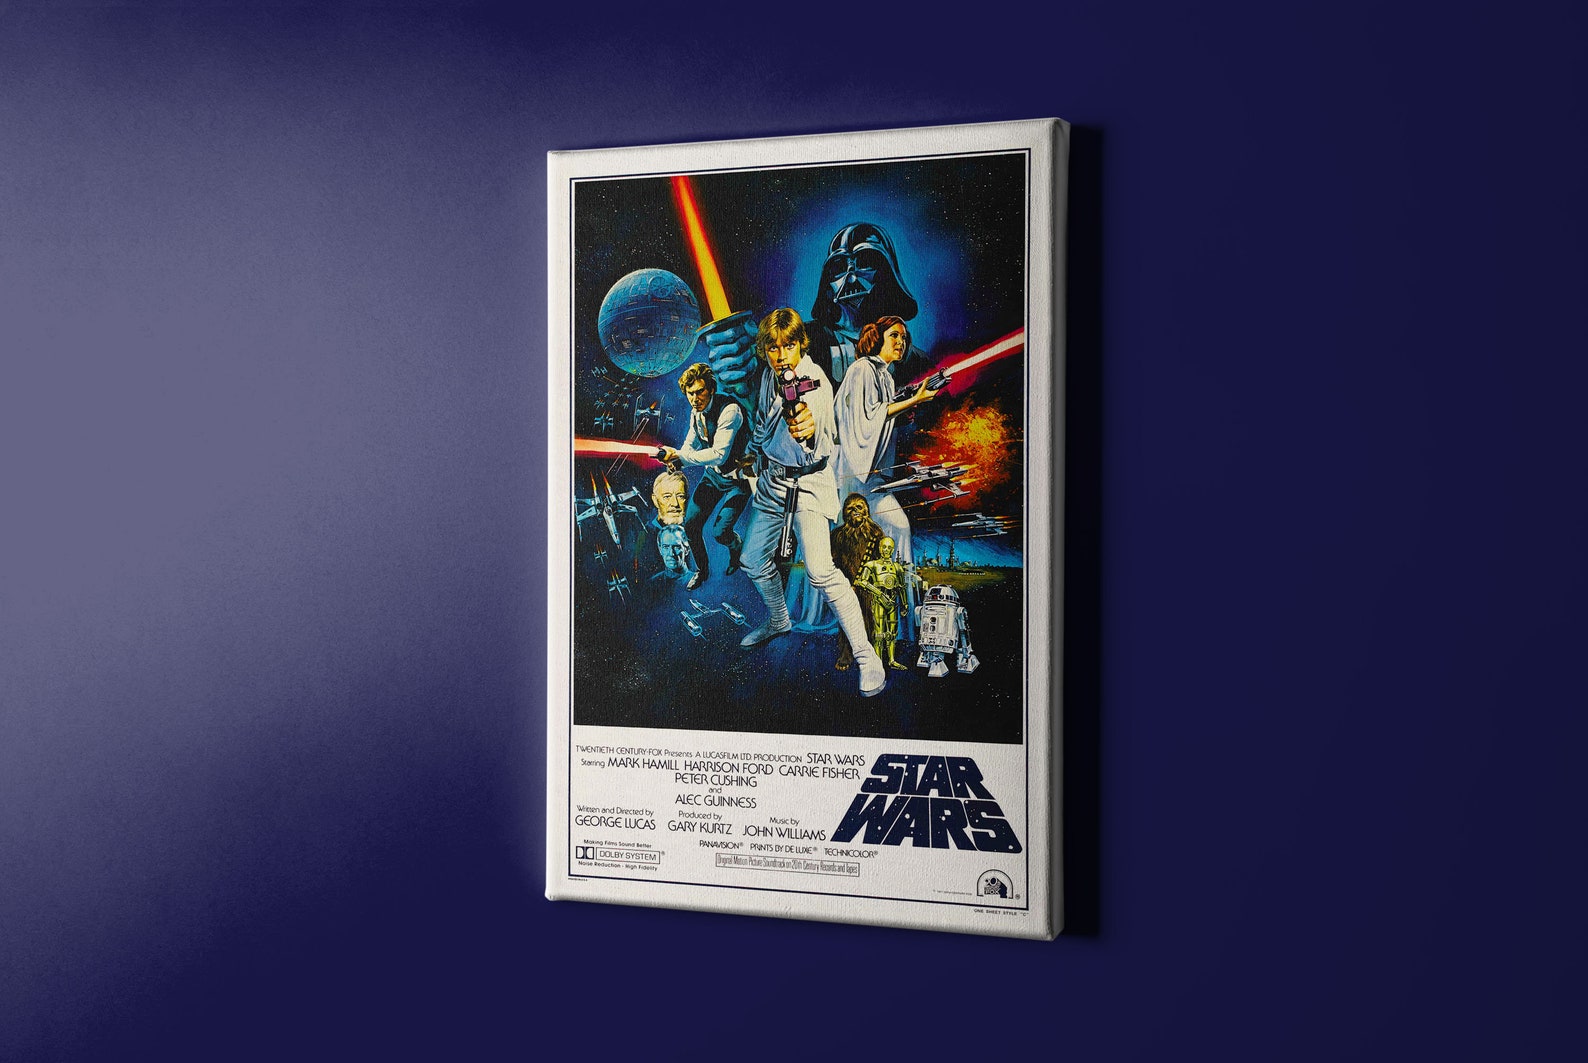 TWENTIETH CENTURY-FOX Presents A LUCASFILM LTD. PRODUCTION STAR WARS
Starring MARK HAMILL HARRISON FORD CARRIE FISHER
PETER CUSHING
and
ALEC GUINNESS
Written and Directed by
GEORGE LUCAS
Produced by
GARY KURTZ
Music by
JOHN WILLIAMS
PANAVISION® PRINTS BY DE LUXE® TECHNICOLOR®
Making Films Sound Better
DOLBY SYSTEM®
Noise Reduction · High Fidelity
Original Motion Picture Soundtrack on 20th Century Records and Tapes
STAR
WARS
ONE SHEET STYLE "C"